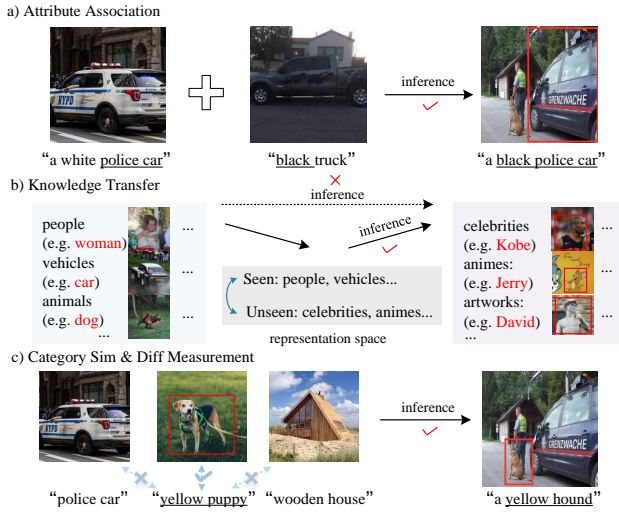 a) Attribute Association
NYPD
GRENZWACHE
inference
“a white police car”
“black truck”
“a black police car”
b) Knowledge Transfer
inference
people
(e.g. woman)
vehicles
(e.g. car)
animals
(e.g. dog)
...
...
...
inference
Seen: people, vehicles...
Unseen: celebrities, animes...
representation space
celebrities
(e.g. Kobe)
animes:
(e.g. Jerry)
artworks:
(e.g. David)
...
...
...
c) Category Sim & Diff Measurement
NYPD
inference
GRENZWACHE
“police car”
“yellow puppy”
“wooden house”
“a yellow hound”